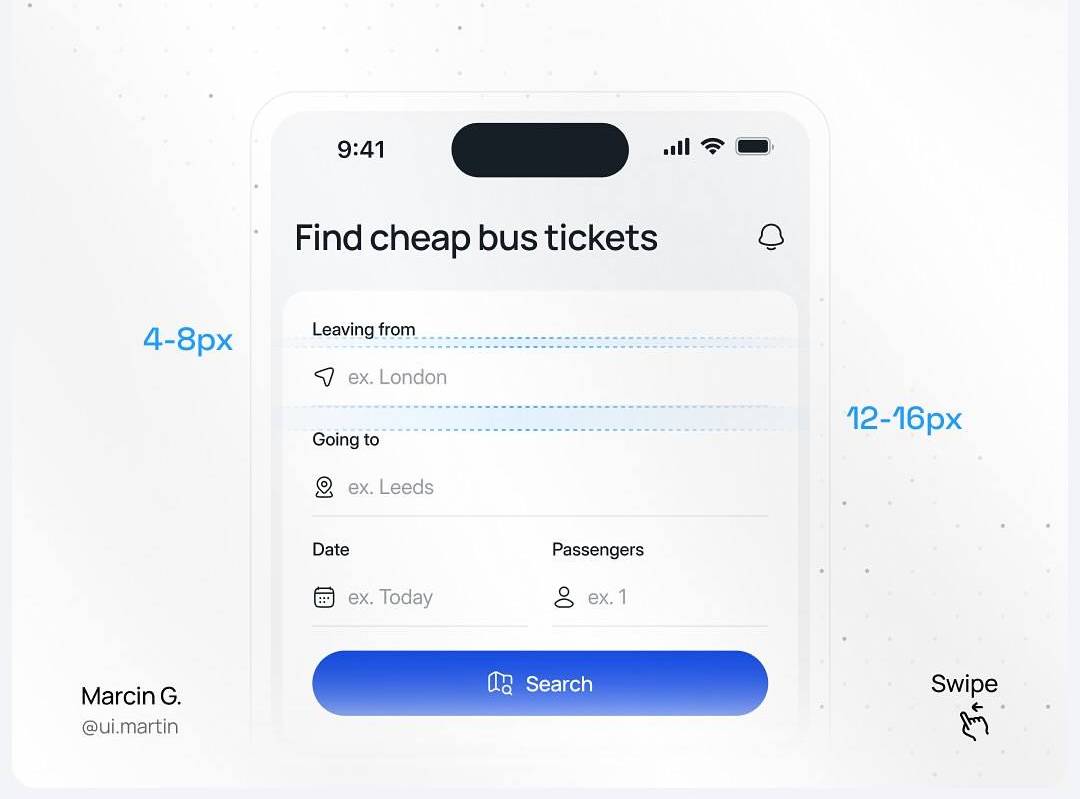 9:41
Find cheap bus tickets
4-8px
Leaving from
ex. London
12-16px
Going to
ex. Leeds
Date
Passengers
ex. Today
ex. 1
Search
Marcin G.
@ui.martin
Swipe